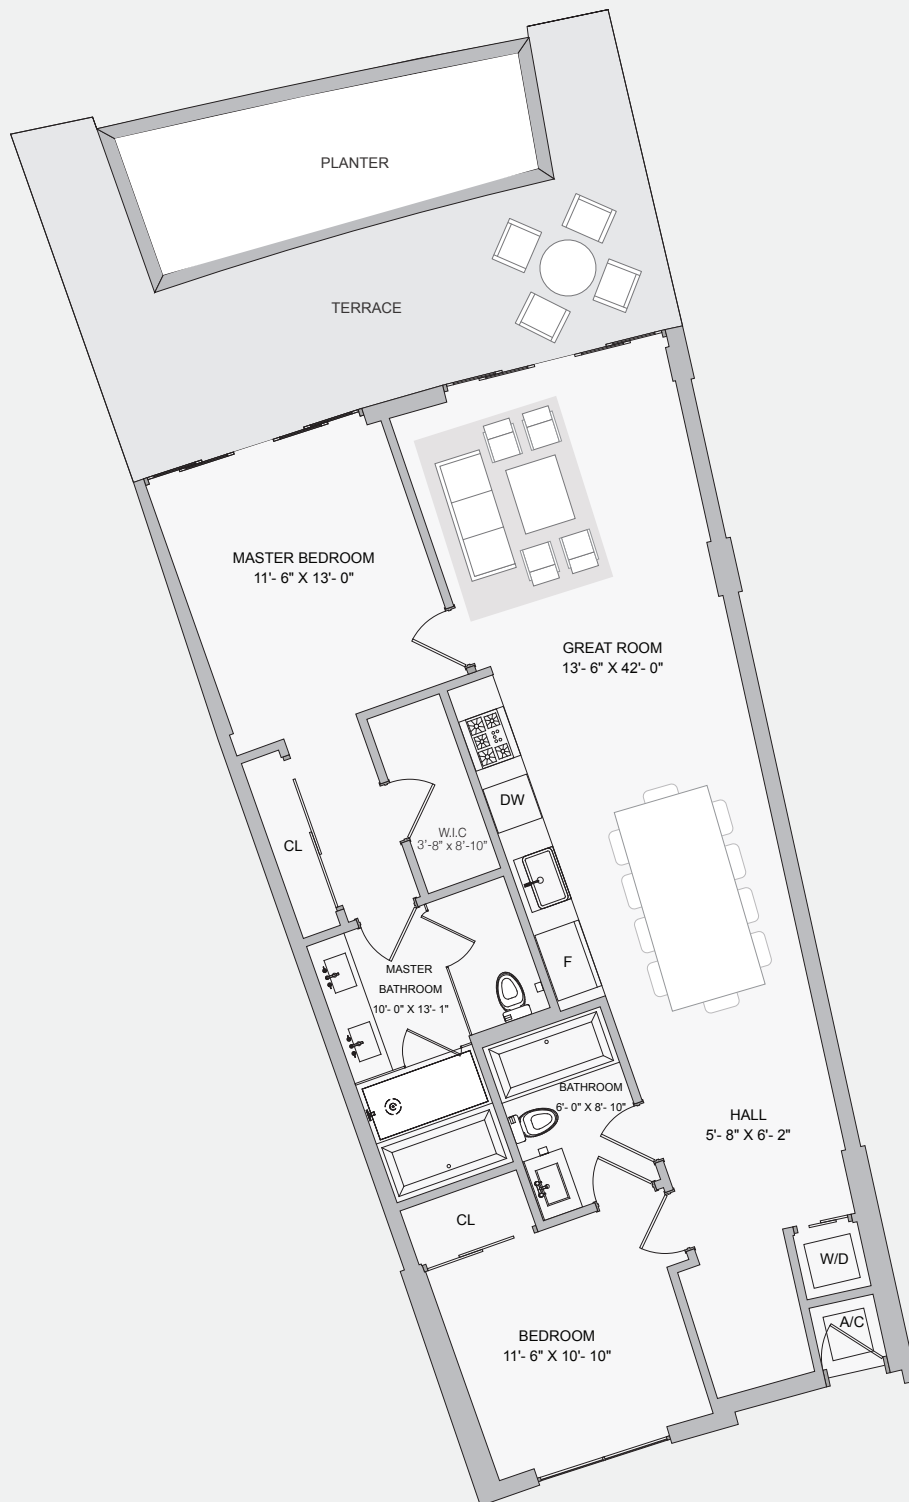 PLANTER
TERRACE
MASTER BEDROOM
11'- 6" X 13'- 0"
GREAT ROOM
13'- 6" X 42'- 0"
DW
W.I.C
3'-8" x 8'-10"
CL
F
MASTER
BATHROOM
10'- 0" X 13'- 1"
BATHROOM
6'- 0" X 8'- 10"
HALL
5'- 8" X 6'- 2"
CL
W/D
A/C
BEDROOM
11'- 6" X 10'- 10"